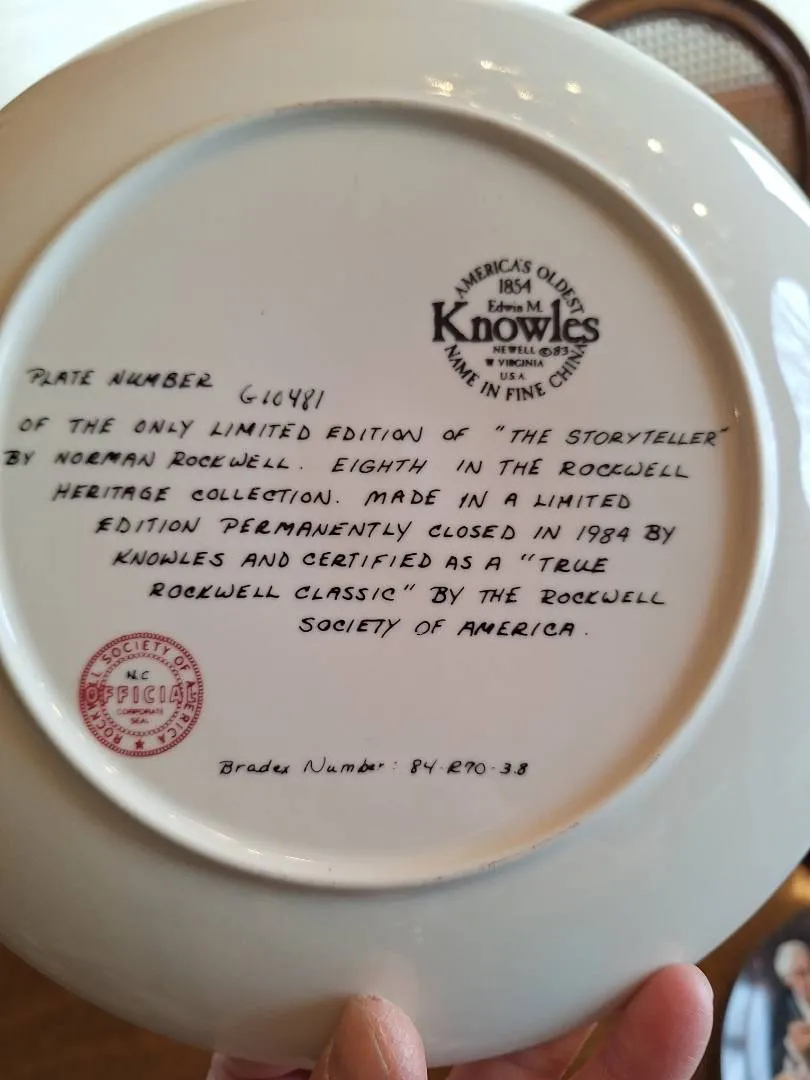 AMERICA'S OLDEST
1854
Edwin M.
Knowles
NEWELL ©83
W VIRGINIA
U.S.A.
NAME IN FINE CHINA
PLATE NUMBER G10481
OF THE ONLY LIMITED EDITION OF "THE STORYTELLER"
BY NORMAN ROCKWELL. EIGHTH IN THE ROCKWELL
HERITAGE COLLECTION. MADE IN A LIMITED
EDITION PERMANENTLY CLOSED IN 1984 BY
KNOWLES AND CERTIFIED AS A "TRUE
ROCKWELL CLASSIC" BY THE ROCKWELL
SOCIETY OF AMERICA.
ROCKWELL SOCIETY OF AMERICA
N.C
OFFICIAL
CORPORATE
SEAL
Bradex Number: 84-R70-3.8